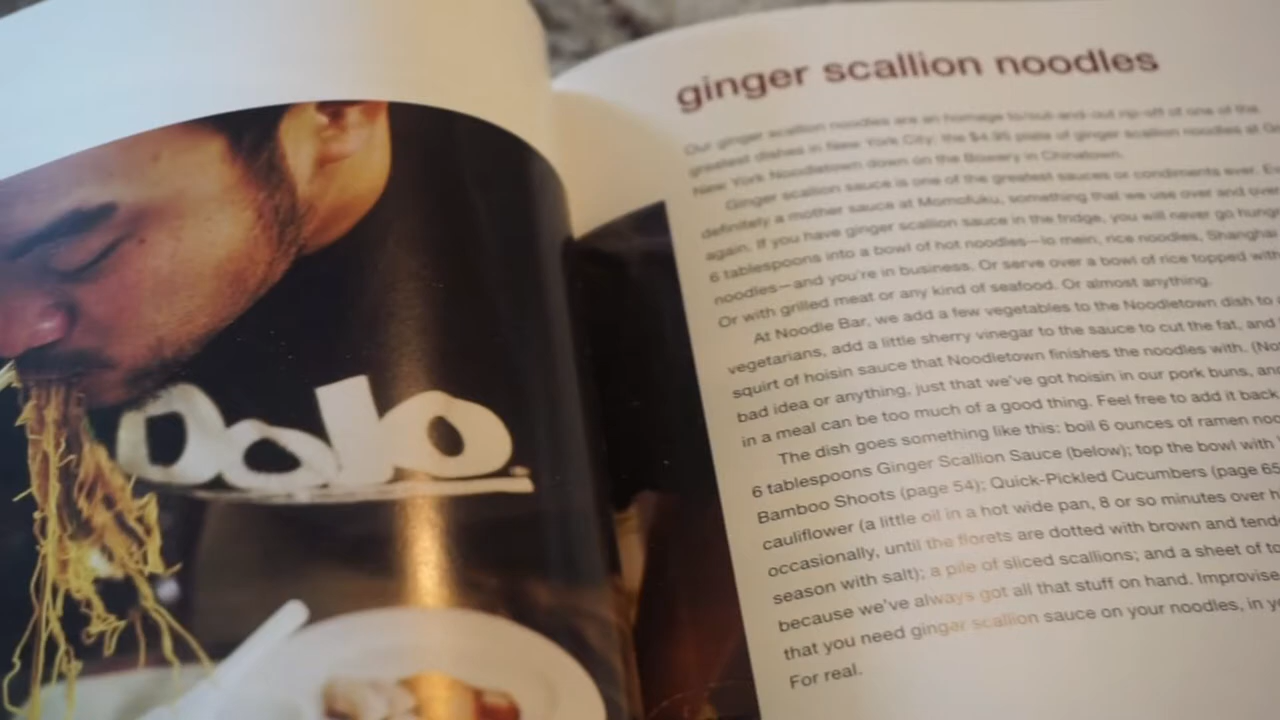 ginger scallion noodles
Our ginger scallion noodles are an homage to/out-and-out rip-off of one of the
greatest dishes in New York City: the $4.95 plate of ginger scallion noodles at
New York Noodletown down on the Bowery in Chinatown.
Ginger scallion sauce is one of the greatest sauces or condiments ever.
definitely a mother sauce at Momofuku, something that we use over and over
again. If you have ginger scallion sauce in the fridge, you will never go
6 tablespoons into a bowl of hot noodles—lo mein, rice noodles, Shanghai
noodles—and you're in business. Or serve over a bowl of rice topped with
Or with grilled meat or any kind of seafood. Or almost anything.
At Noodle Bar, we add a few vegetables to the Noodletown dish to
vegetarians, add a little sherry vinegar to the sauce to cut the fat, and
squirt of hoisin sauce that Noodletown finishes the noodles with.
bad idea or anything, just that we've got hoisin in our pork buns,
in a meal can be too much of a good thing. Feel free to add it back
The dish goes something like this: boil 6 ounces of ramen
6 tablespoons Ginger Scallion Sauce (below); top the bowl with
Bamboo Shoots (page 54); Quick-Pickled Cucumbers (page 65
cauliflower (a little oil in a hot wide pan, 8 or so minutes over
occasionally, until the florets are dotted with brown and
season with salt); a pile of sliced scallions; and a sheet of
because we've always got all that stuff on hand. Improvise
that you need ginger scallion sauce on your noodles, in
For real.